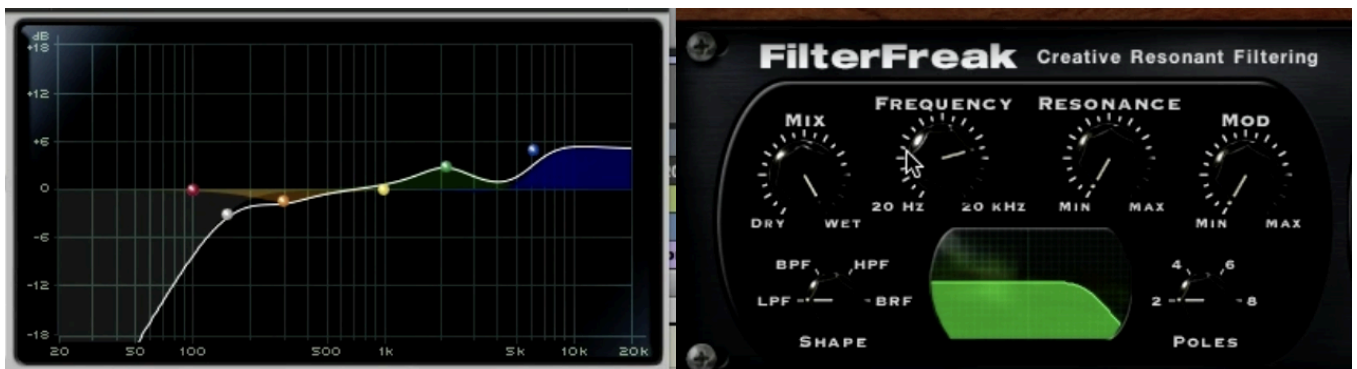 dB
+18
+12
+6
0
-6
-12
-18
20 50 100 500 1k 5k 10k 20k
FilterFreak Creative Resonant Filtering
MIX FREQUENCY RESONANCE MOD
DRY WET 20 HZ 20 KHZ MIN MAX MIN MAX
BPF HPF 4 6
LPF BRF 2 8
SHAPE POLES